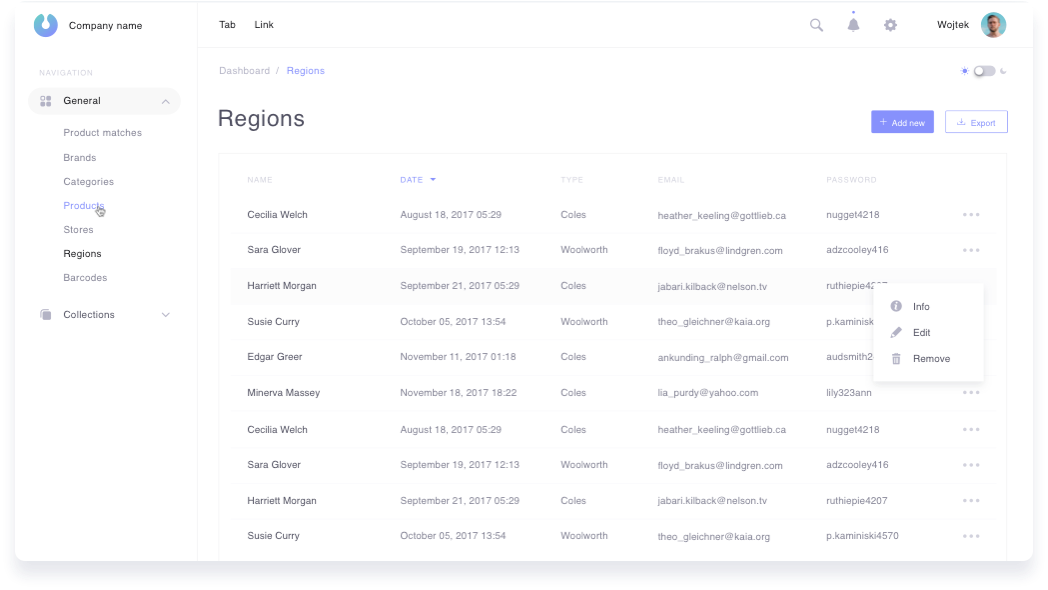 Company name
Tab Link
Wojtek
NAVIGATION
General
Product matches
Brands
Categories
Products
Stores
Regions
Barcodes
Collections
Dashboard / Regions
Regions
+ Add new
Export
NAME DATE TYPE EMAIL PASSWORD
Cecilia Welch August 18, 2017 05:29 Coles heather_keeling@gottlieb.ca nugget4218
Sara Glover September 19, 2017 12:13 Woolworth floyd_brakus@lindgren.com adzcooley416
Harriett Morgan September 21, 2017 05:29 Coles jabari.kilback@nelson.tv
Susie Curry October 05, 2017 13:54 Woolworth theo_gleichner@kaia.org p.kaminisk
Edgar Greer November 11, 2017 01:18 Coles ankunding_ralph@gmail.com audsmith2
Minerva Massey November 18, 2017 18:22 Coles lia_purdy@yahoo.com lily323ann
Cecilia Welch August 18, 2017 05:29 Coles heather_keeling@gottlieb.ca nugget4218
Sara Glover September 19, 2017 12:13 Woolworth floyd_brakus@lindgren.com adzcooley416
Harriett Morgan September 21, 2017 05:29 Coles jabari.kilback@nelson.tv ruthiepie4207
Susie Curry October 05, 2017 13:54 Woolworth theo_gleichner@kaia.org p.kaminiski4570
Info
Edit
Remove